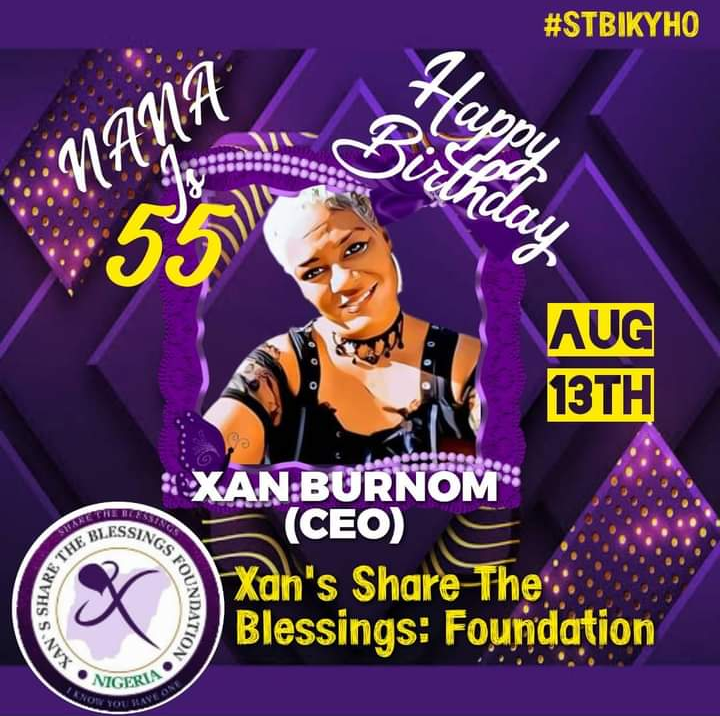 #STBIKYHO
NANA
Is
55
Happy
Birthday
AUG
13TH
XAN BURNOM
(CEO)
Xan's Share The
Blessings: Foundation
SHARE THE BLESSINGS
XAN'S SHARE THE BLESSINGS FOUNDATION
X
NIGERIA
I KNOW YOU HAVE ONE